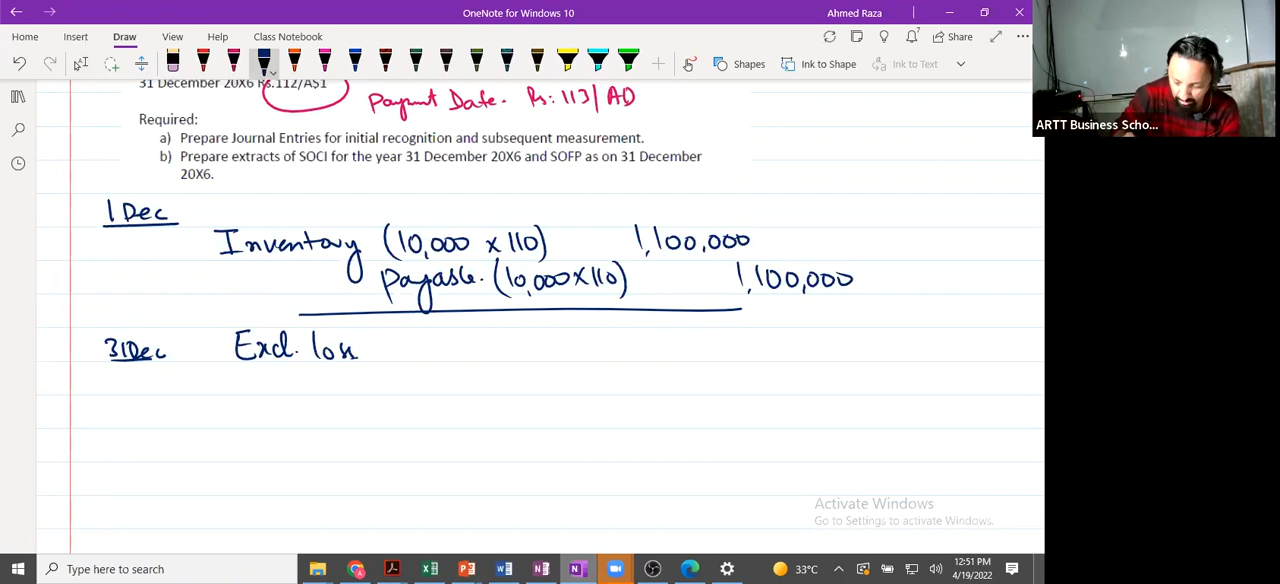 OneNote for Windows 10
Ahmed Raza
Home Insert Draw View Help Class Notebook
Share
Shapes Ink to Shape Ink to Text
31 December 20X6 Rs.112/A$1
Payment Date. Rs: 113/AD
Required:
a) Prepare Journal Entries for initial recognition and subsequent measurement.
b) Prepare extracts of SOCI for the year 31 December 20X6 and SOFP as on 31 December
20X6.
1 Dec
Inventory (10,000 x 110) 1,100,000
Payable. (10,000 x 110) 1,100,000
31 Dec Exd. loss
ARTT Business Scho...
Activate Windows
Go to Settings to activate Windows.
Type here to search
33°C
12:51 PM
4/19/2022